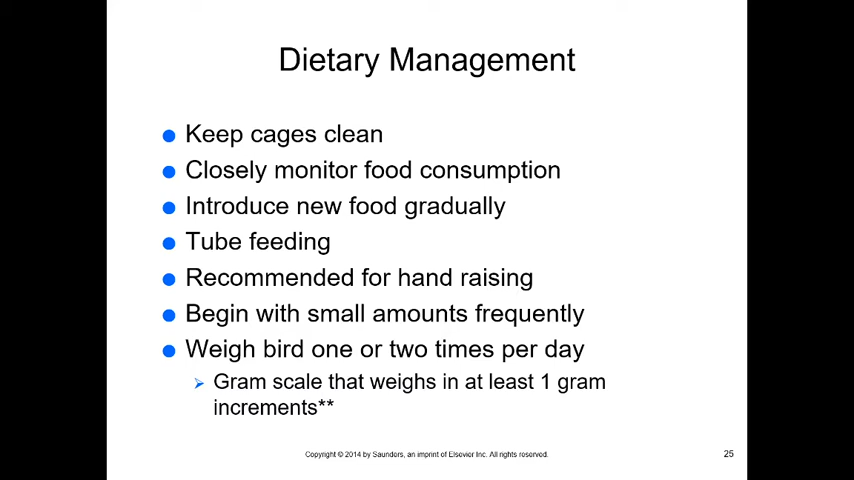 Dietary Management
Keep cages clean
Closely monitor food consumption
Introduce new food gradually
Tube feeding
Recommended for hand raising
Begin with small amounts frequently
Weigh bird one or two times per day
Gram scale that weighs in at least 1 gram
increments**
Copyright © 2014 by Saunders, an imprint of Elsevier Inc. All rights reserved.
25